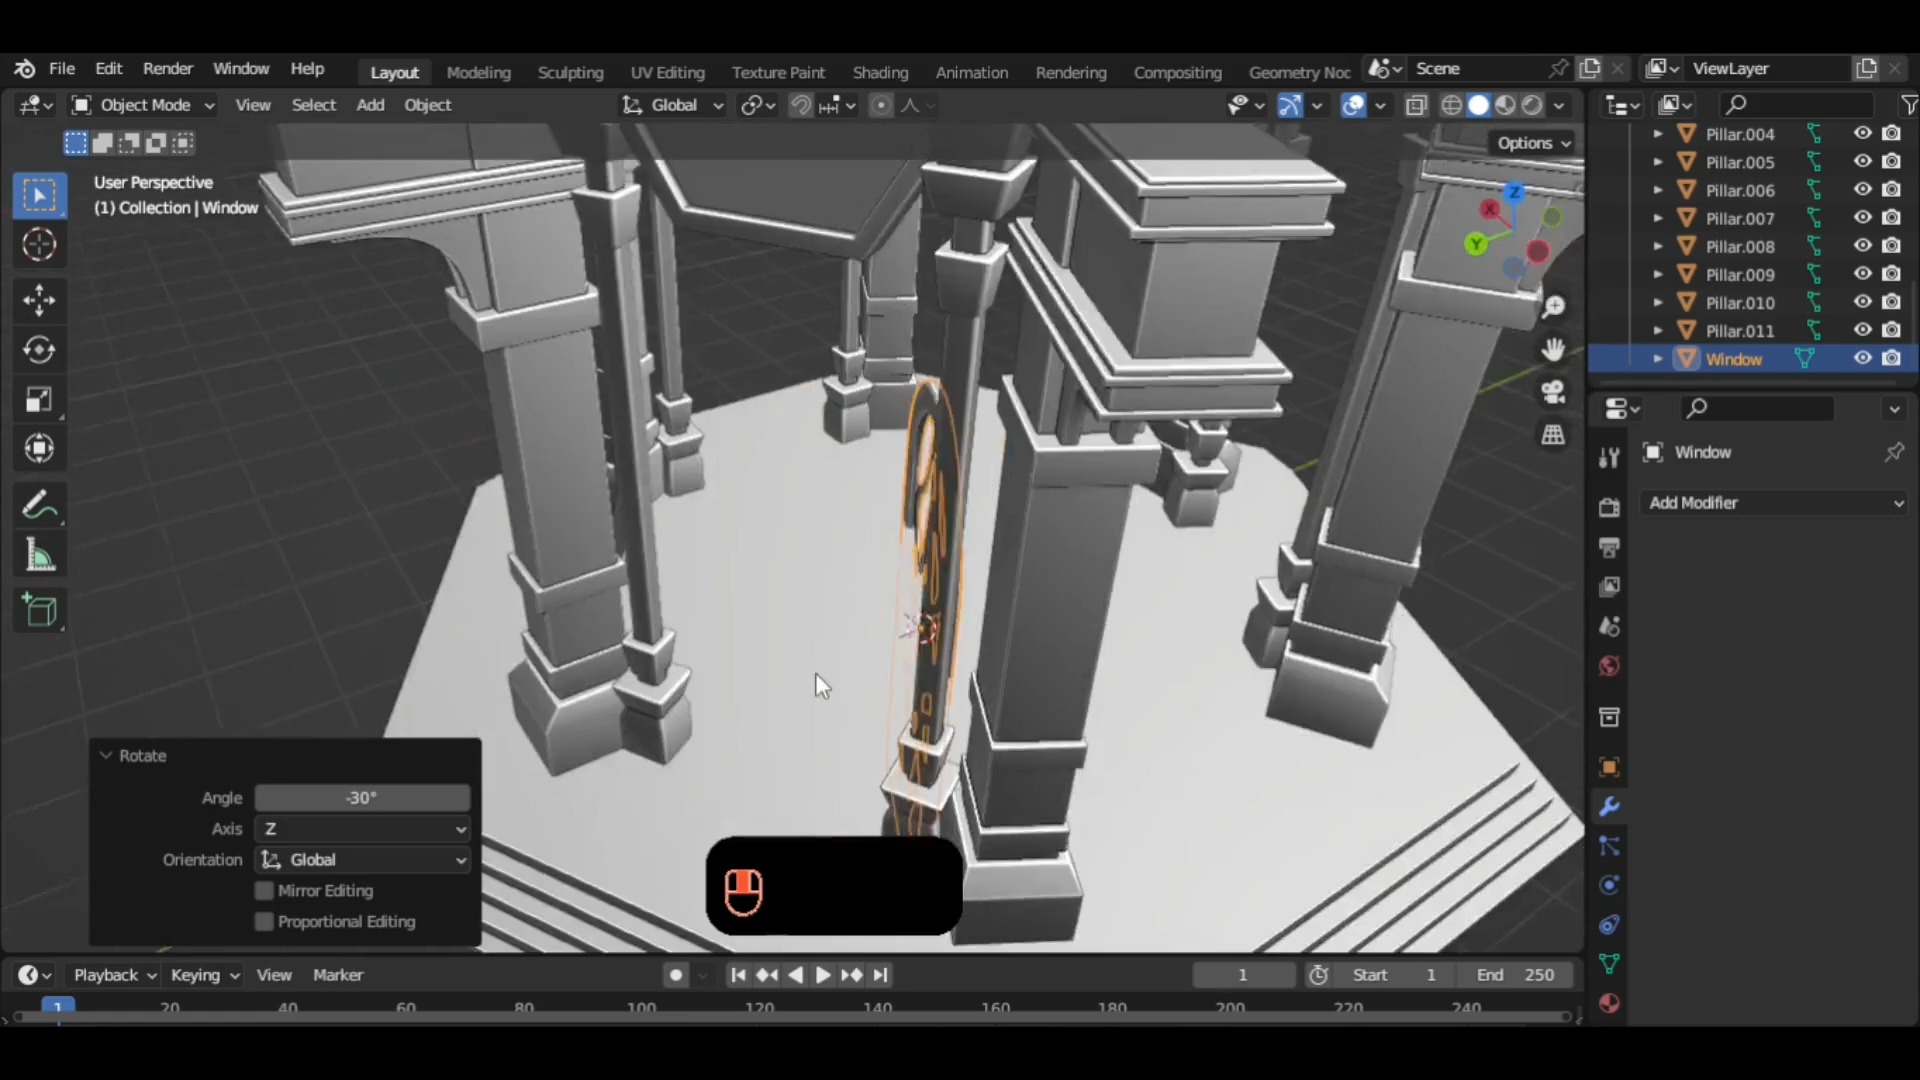 File Edit Render Window Help Layout Modeling Sculpting UV Editing Texture Paint Shading Animation Rendering Compositing Geometry Noc Scene ViewLayer
Object Mode View Select Add Object Global
Options
User Perspective
(1) Collection | Window
Z
X
Y
Pillar.004
Pillar.005
Pillar.006
Pillar.007
Pillar.008
Pillar.009
Pillar.010
Pillar.011
Window
Window
Add Modifier
Rotate
Angle -30°
Axis Z
Orientation Global
Mirror Editing
Proportional Editing
Playback Keying View Marker 1 Start 1 End 250
1 20 40 60 80 100 120 140 160 180 200 220 240